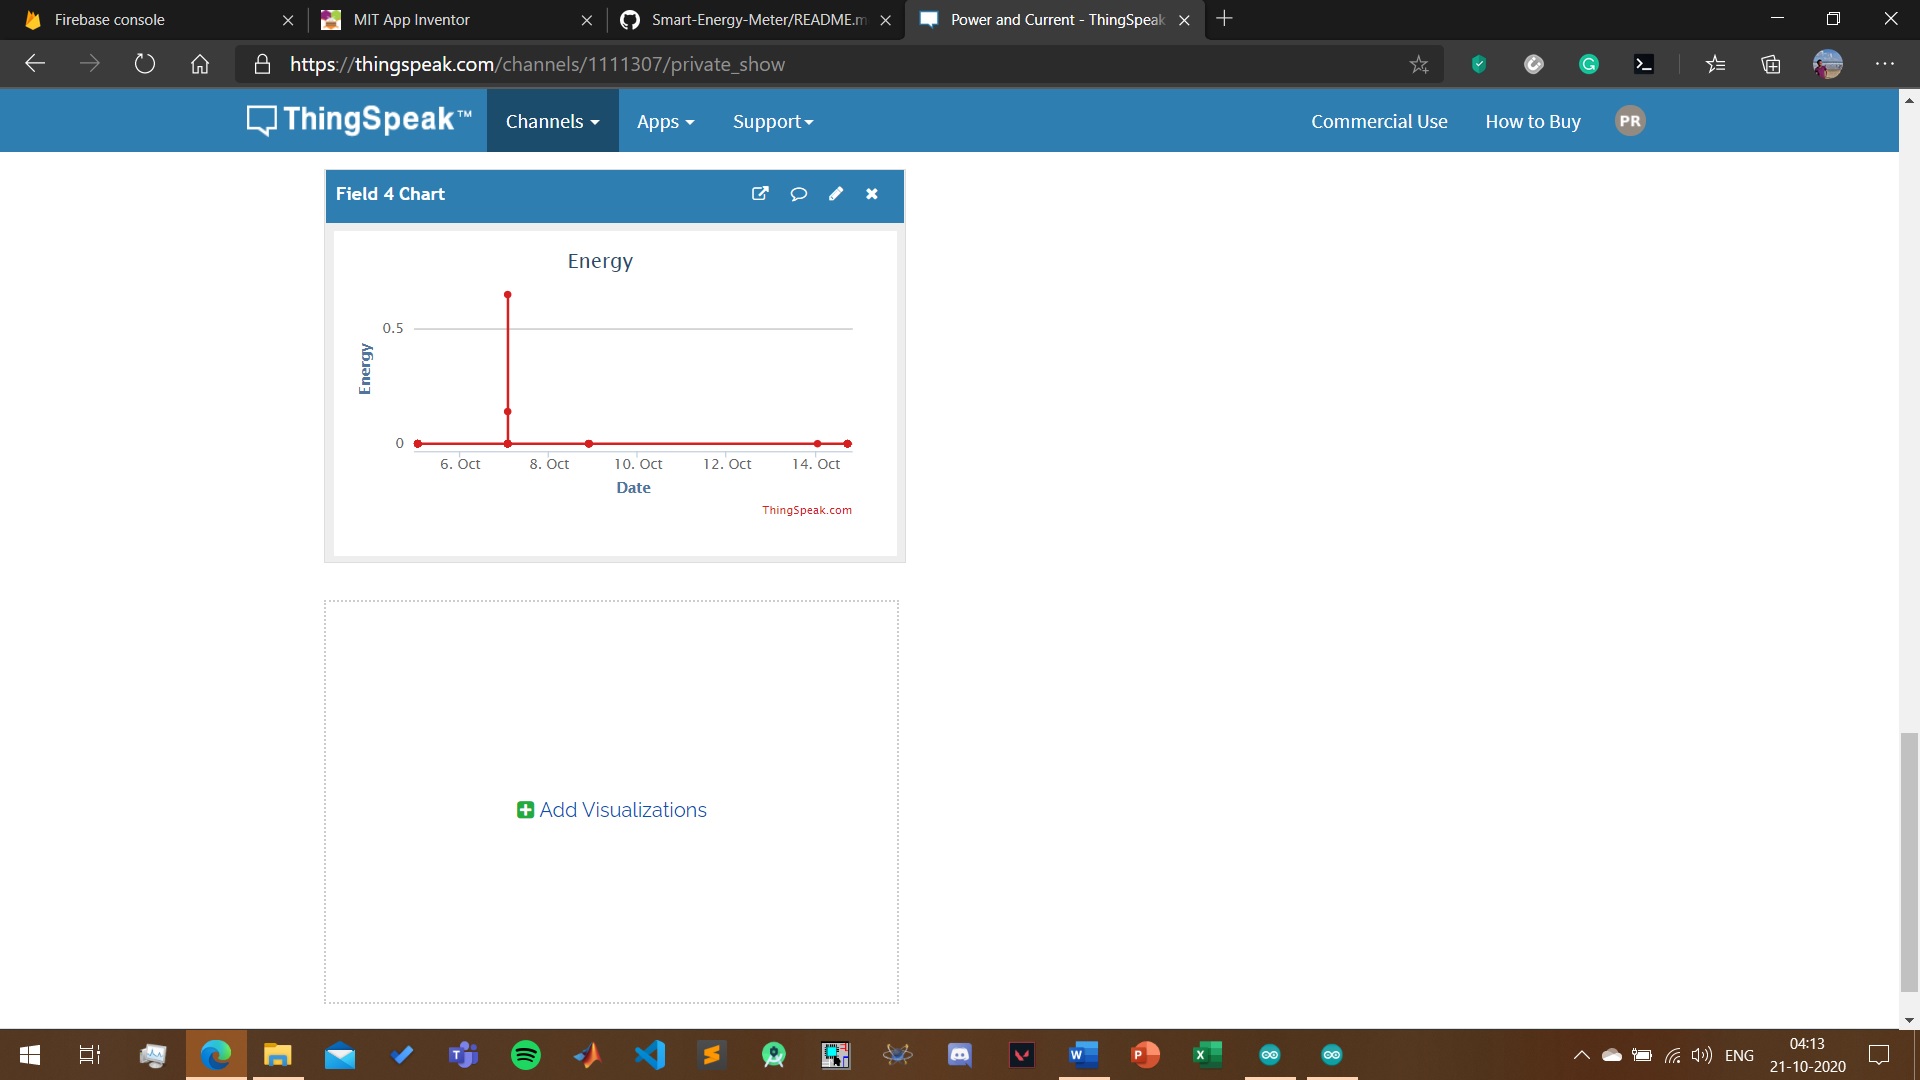 Firebase console
MIT App Inventor
Smart-Energy-Meter/README.m
Power and Current - ThingSpeak
https://thingspeak.com/channels/1111307/private_show
ThingSpeak™
Channels
Apps
Support
Commercial Use
How to Buy
PR
Field 4 Chart
Energy
0.5
Energy
0
6. Oct
8. Oct
10. Oct
12. Oct
14. Oct
Date
ThingSpeak.com
Add Visualizations
ENG
04:13
21-10-2020